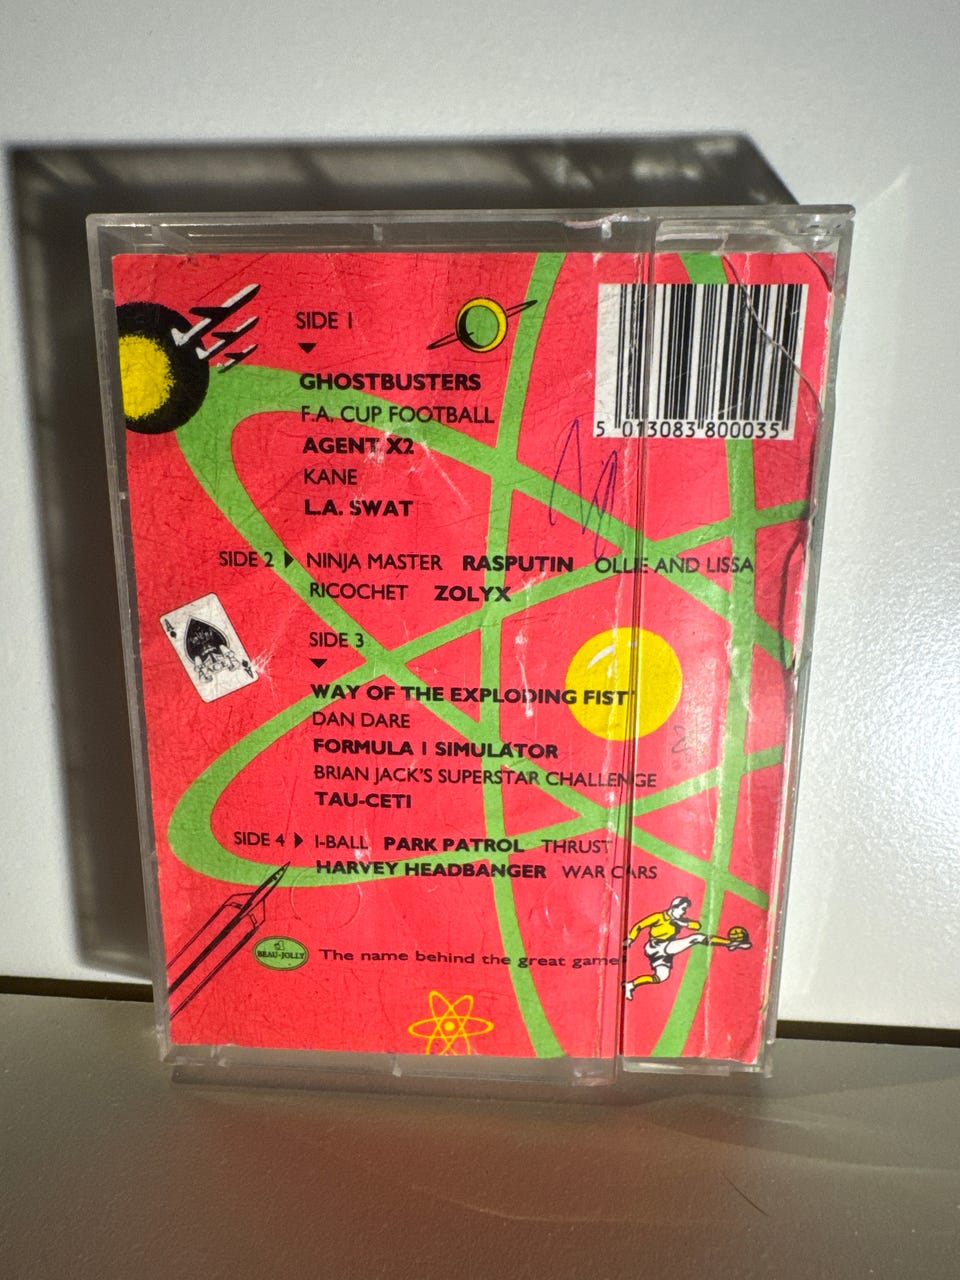 SIDE 1
GHOSTBUSTERS
F.A. CUP FOOTBALL
AGENT X2
KANE
L.A. SWAT
5 013083 800035
SIDE 2 NINJA MASTER RASPUTIN OLLIE AND LISSA
RICOCHET ZOLYX
SIDE 3
WAY OF THE EXPLODING FIST
DAN DARE
FORMULA 1 SIMULATOR
BRIAN JACK'S SUPERSTAR CHALLENGE
TAU-CETI
SIDE 4 I-BALL PARK PATROL THRUST
HARVEY HEADBANGER WAR CARS
BEAU-JOLLY The name behind the great games
A